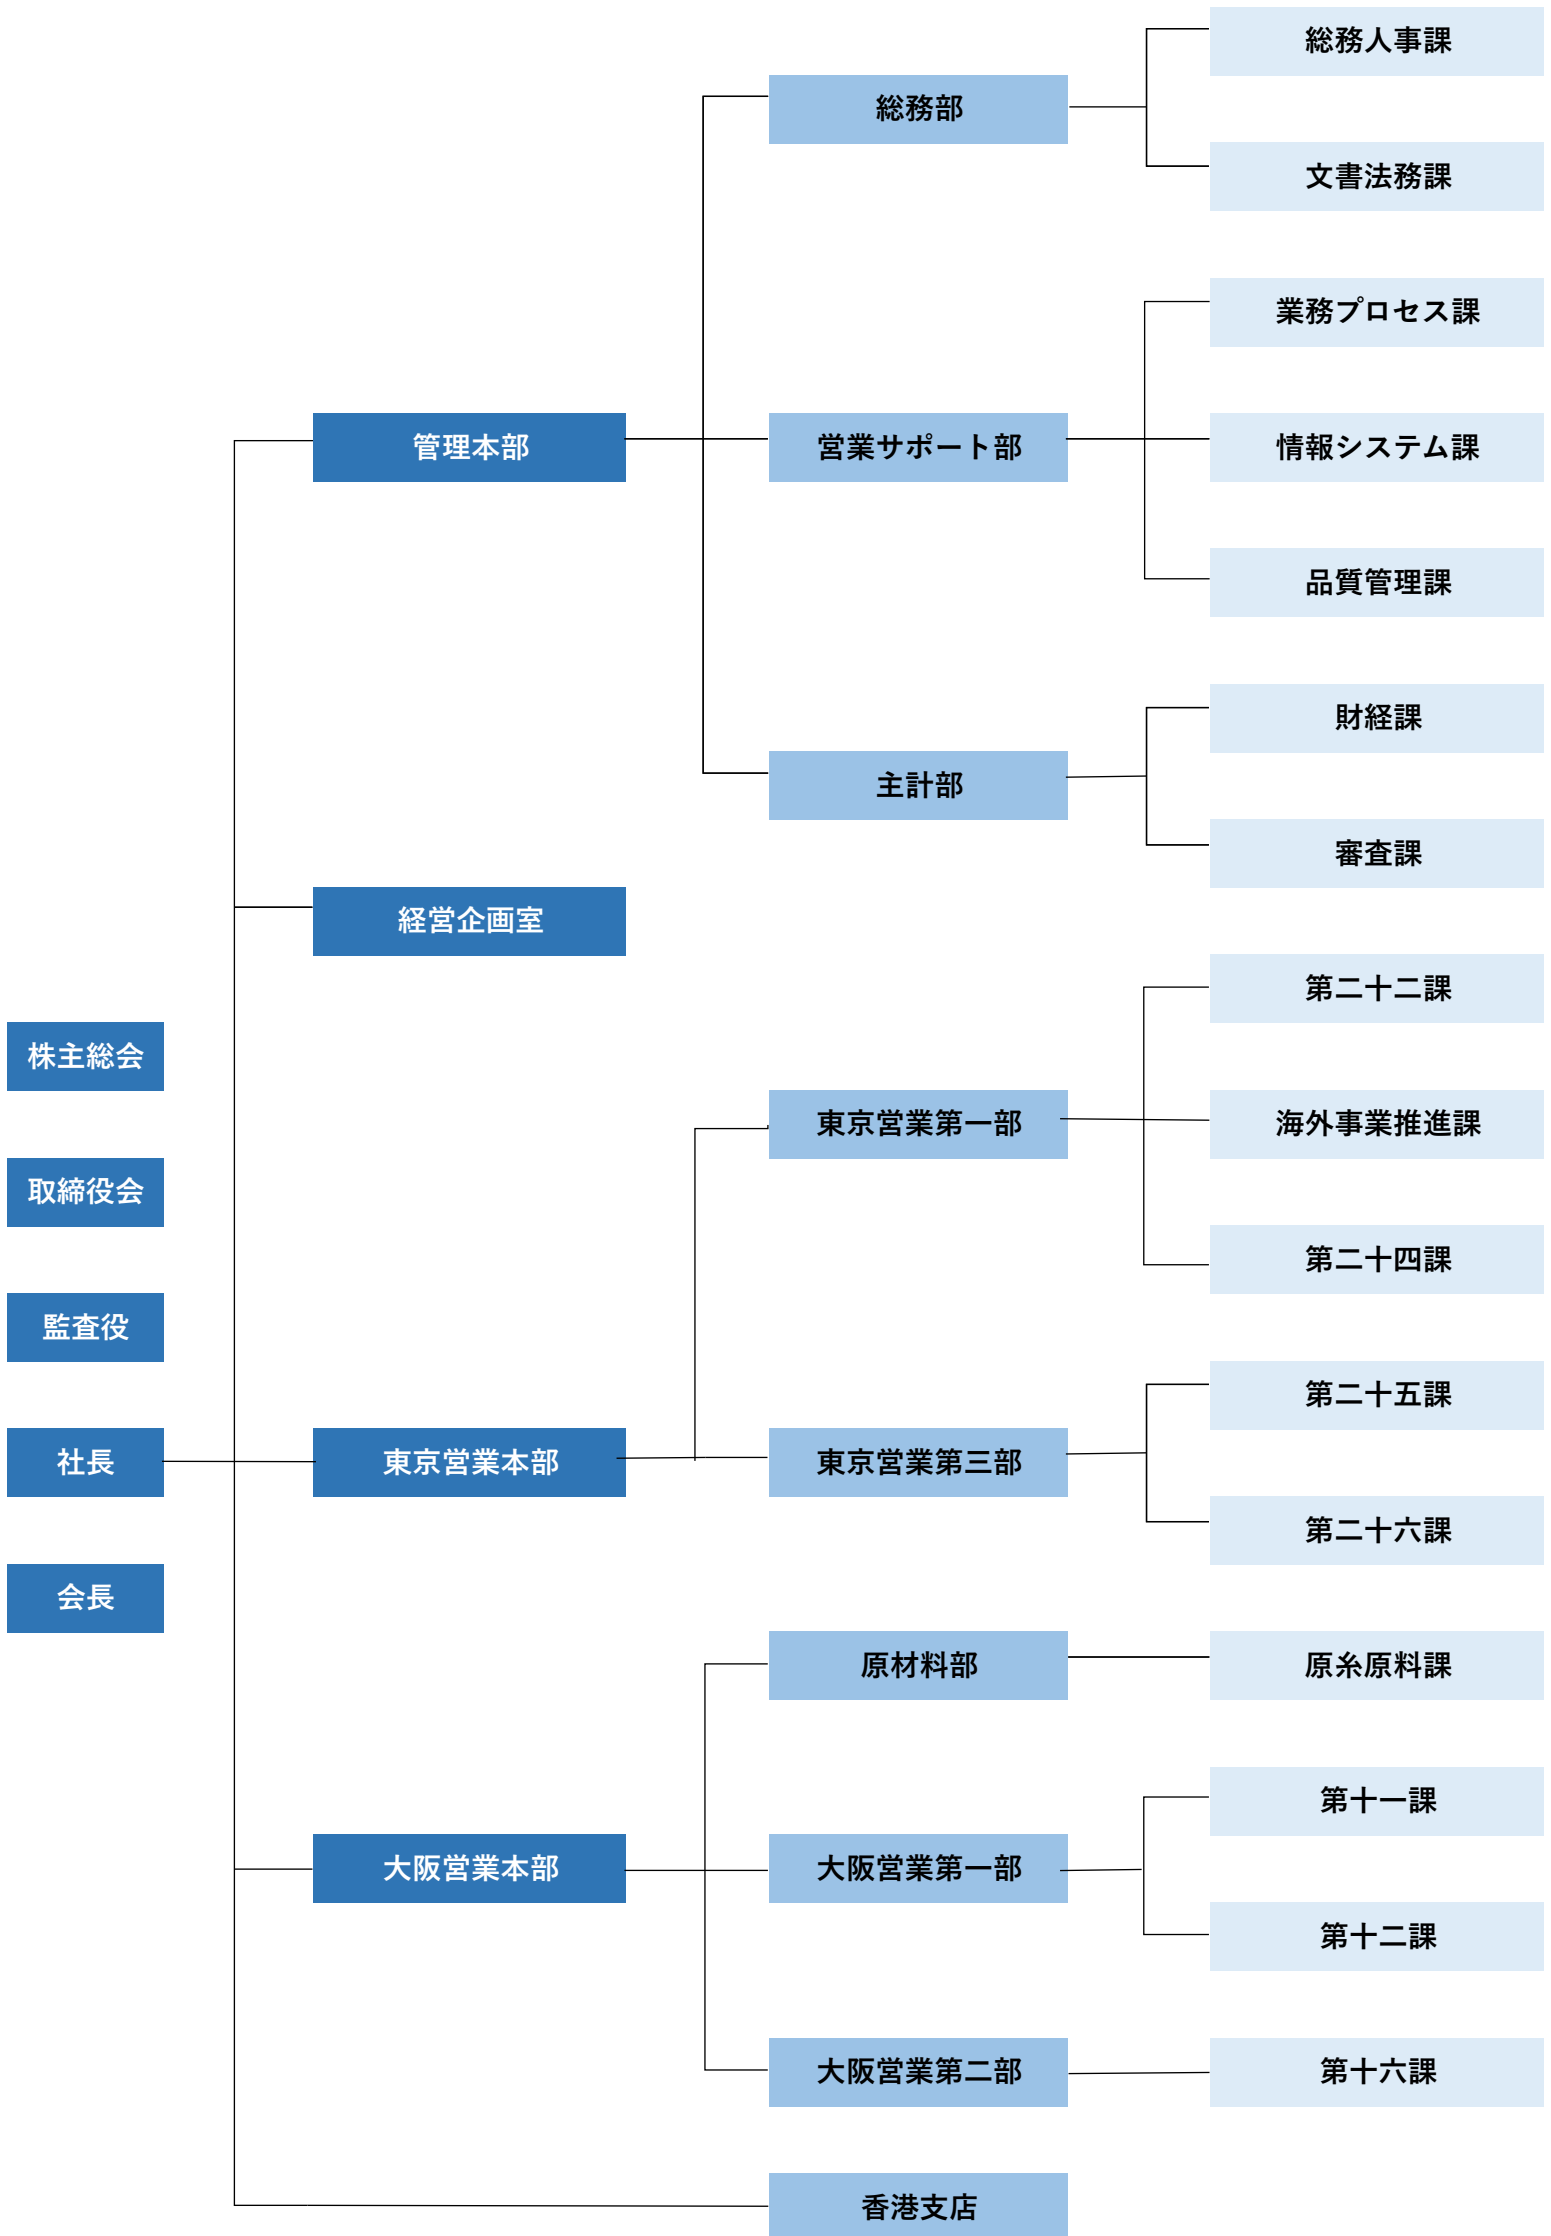 総務人事課
総務部
文書法務課
業務プロセス課
管理本部
営業サポート部
情報システム課
品質管理課
財経課
主計部
審査課
経営企画室
第二十二課
株主総会
東京営業第一部
海外事業推進課
取締役会
第二十四課
監査役
第二十五課
社長
東京営業本部
東京営業第三部
第二十六課
会長
原材料部
原糸原料課
第十一課
大阪営業本部
大阪営業第一部
第十二課
大阪営業第二部
第十六課
香港支店